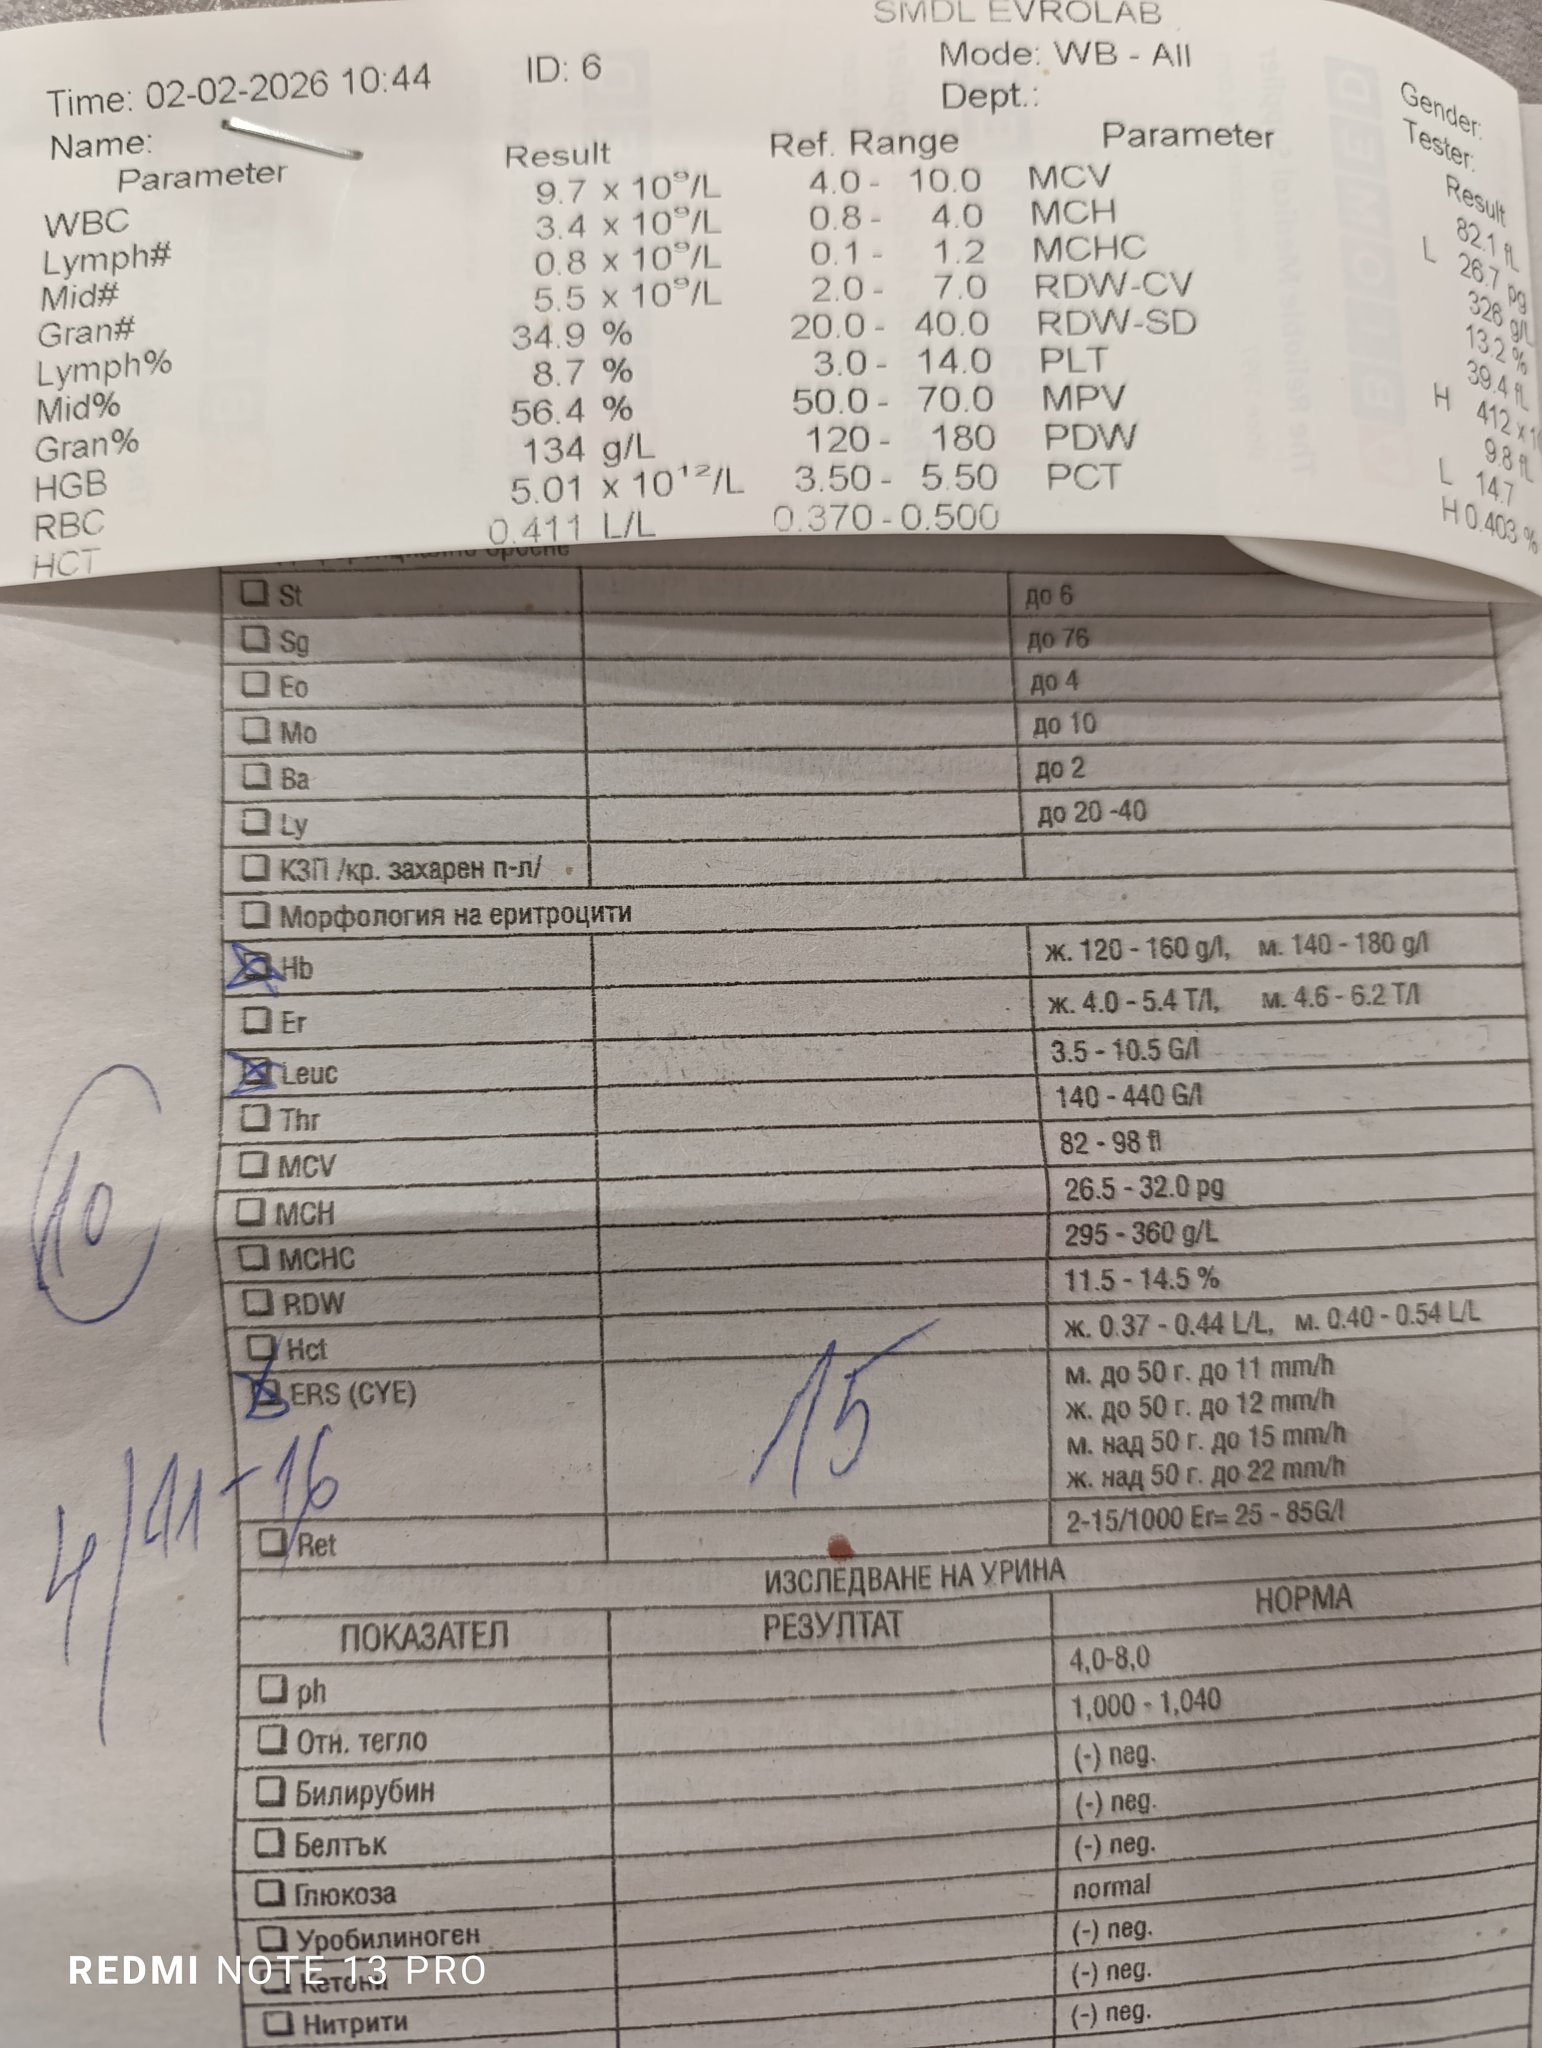 SMDL EVROLAB
Time: 02-02-2026 10:44 ID: 6 Mode: WB - All
Name: Dept.: Gender:
Tester:
Parameter Result Ref. Range Parameter Result
WBC 9.7 x 10⁹/L 4.0 - 10.0 MCV 82.1 fL
Lymph# 3.4 x 10⁹/L 0.8 - 4.0 MCH L 26.7 pg
Mid# 0.8 x 10⁹/L 0.1 - 1.2 MCHC 326 g/L
Gran# 5.5 x 10⁹/L 2.0 - 7.0 RDW-CV 13.2 %
Lymph% 34.9 % 20.0 - 40.0 RDW-SD 39.4 fL
Mid% 8.7 % 3.0 - 14.0 PLT H 412 x
Gran% 56.4 % 50.0 - 70.0 MPV 9.8 fL
HGB 134 g/L 120 - 180 PDW L 14.7
RBC 5.01 x 10¹²/L 3.50 - 5.50 PCT H 0.403 %
HCT 0.411 L/L 0.370 - 0.500
St до 6
Sg до 76
Eo до 4
Mo до 10
Ba до 2
Ly до 20 -40
КЗП /кр. захарен п-л/
Морфология на еритроцити
Hb ж. 120 - 160 g/l, м. 140 - 180 g/l
Er ж. 4.0 - 5.4 T/l, м. 4.6 - 6.2 T/l
Leuc 3.5 - 10.5 G/l
Thr 140 - 440 G/l
MCV 82 - 98 fl
10
MCH 26.5 - 32.0 pg
MCHC 295 - 360 g/L
RDW 11.5 - 14.5 %
Hct ж. 0.37 - 0.44 L/L, м. 0.40 - 0.54 L/L
ERS (СУЕ) 15 м. до 50 г. до 11 mm/h
ж. до 50 г. до 12 mm/h
м. над 50 г. до 15 mm/h
ж. над 50 г. до 22 mm/h
4/11-16
Ret 2-15/1000 Er= 25 - 85G/l
ИЗСЛЕДВАНЕ НА УРИНА
ПОКАЗАТЕЛ РЕЗУЛТАТ НОРМА
ph 4,0-8,0
Отн. тегло 1,000 - 1,040
Билирубин (-) neg.
Белтък (-) neg.
Глюкоза (-) neg.
Уробилиноген normal
Кетони (-) neg.
Нитрити (-) neg.
(-) neg.
REDMI NOTE 13 PRO